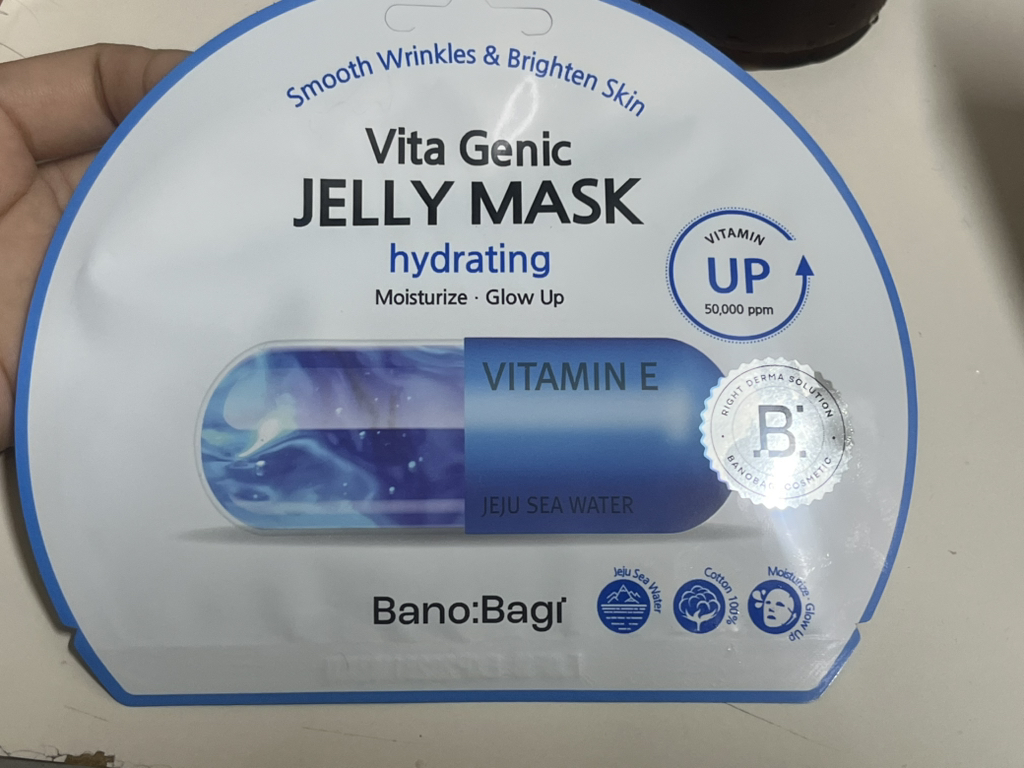 Smooth Wrinkles & Brighten Skin
Vita Genic
JELLY MASK
hydrating
Moisturize · Glow Up
VITAMIN
UP
50,000 ppm
VITAMIN E
JEJU SEA WATER
RIGHT DERMA SOLUTION
B:
BANOBAGI COSMETIC
Bano:Bagi
Jeju Sea Water
Cotton 100%
Moisturize · Glow Up